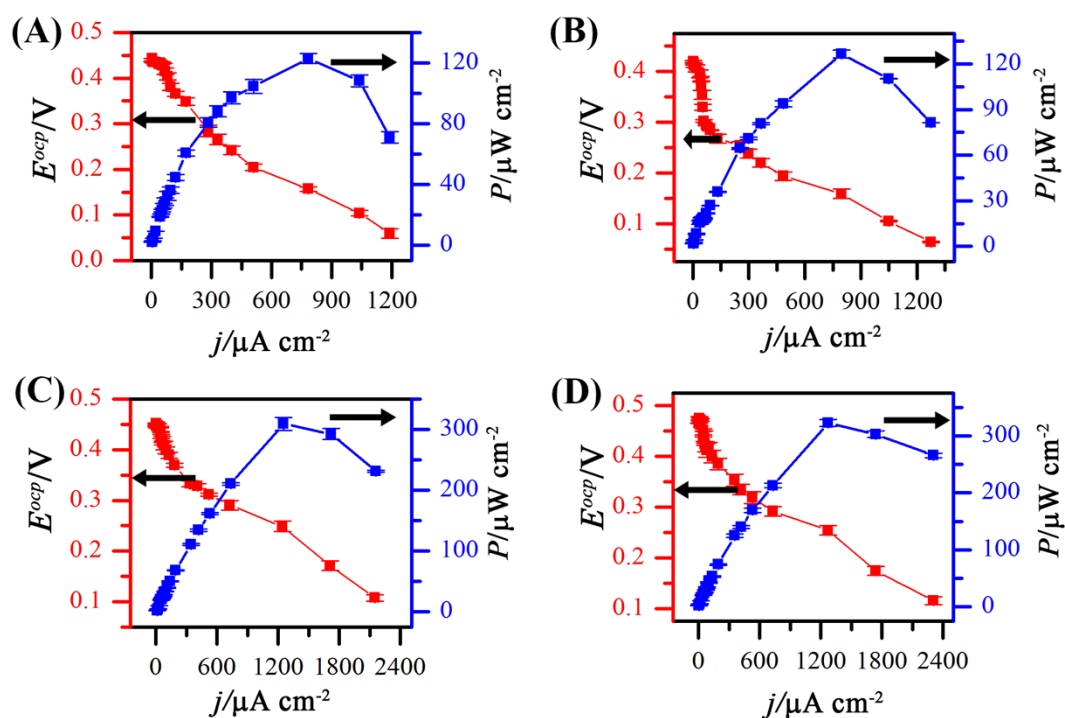 (A)
0.5
0.4
0.3
0.2
0.1
0.0
E^ocp/V
120
80
40
0
P/μW cm⁻²
0 300 600 900 1200
j/μA cm⁻²
(B)
0.4
0.3
0.2
0.1
E^ocp/V
120
90
60
30
0
P/μW cm⁻²
0 300 600 900 1200
j/μA cm⁻²
(C)
0.5
0.4
0.3
0.2
0.1
E^ocp/V
300
200
100
0
P/μW cm⁻²
0 600 1200 1800 2400
j/μA cm⁻²
(D)
0.5
0.4
0.3
0.2
0.1
E^ocp/V
300
200
100
0
P/μW cm⁻²
0 600 1200 1800 2400
j/μA cm⁻²